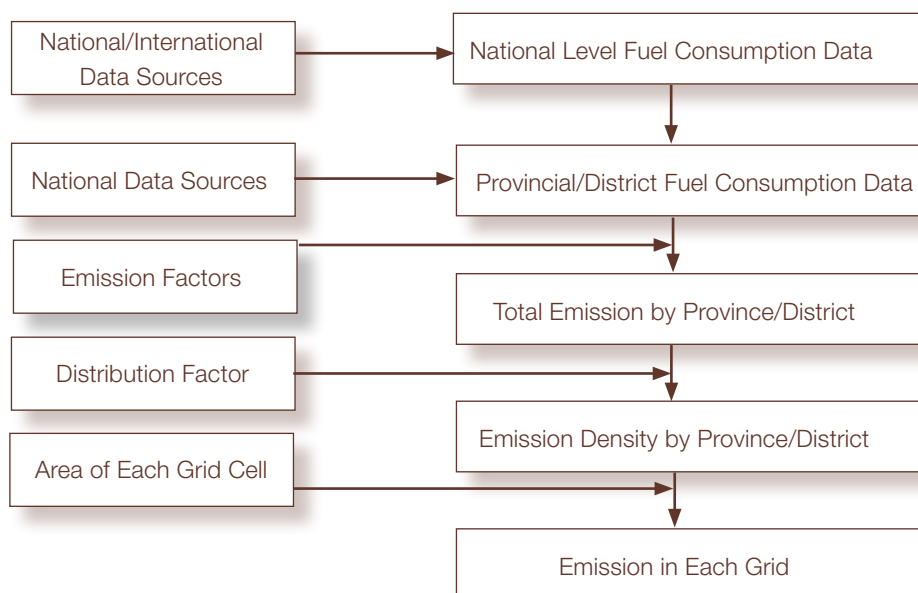 National/International
Data Sources
National Level Fuel Consumption Data
National Data Sources
Provincial/District Fuel Consumption Data
Emission Factors
Total Emission by Province/District
Distribution Factor
Emission Density by Province/District
Area of Each Grid Cell
Emission in Each Grid